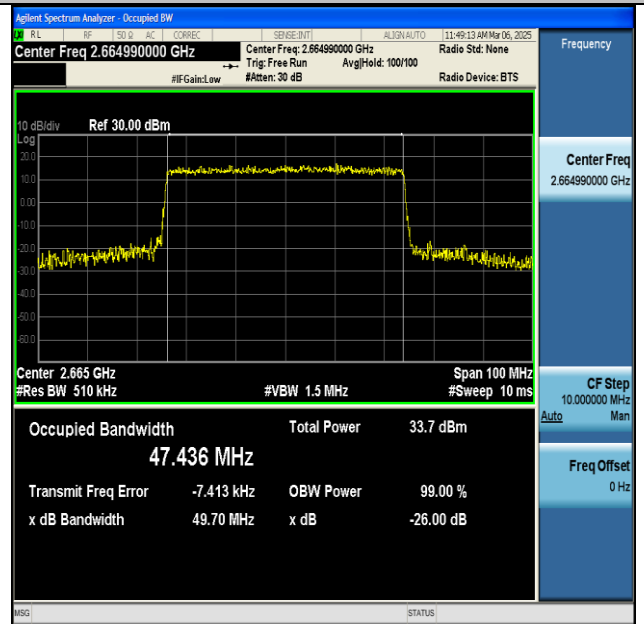 Agilent Spectrum Analyzer - Occupied BW
RL RF 50 Ω AC CORREC SENSE:INT ALIGN AUTO 11:49:13 AM Mar 06, 2025
Center Freq 2.664990000 GHz
Center Freq: 2.664990000 GHz
Radio Std: None
Trig: Free Run Avg|Hold: 100/100
#IFGain:Low #Atten: 30 dB Radio Device: BTS
10 dB/div Ref 30.00 dBm
Log
20.0
10.0
0.00
-10.0
-20.0
-30.0
-40.0
-50.0
-60.0
Center 2.665 GHz Span 100 MHz
#Res BW 510 kHz #VBW 1.5 MHz #Sweep 10 ms
Occupied Bandwidth Total Power 33.7 dBm
47.436 MHz
Transmit Freq Error -7.413 kHz OBW Power 99.00 %
x dB Bandwidth 49.70 MHz x dB -26.00 dB
Frequency
Center Freq
2.664990000 GHz
CF Step
10.000000 MHz
Auto Man
Freq Offset
0 Hz
MSG STATUS